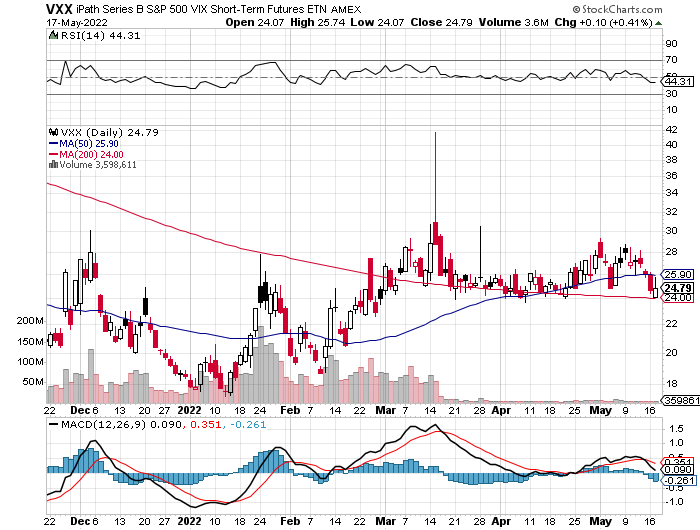 VXX iPath Series B S&P 500 VIX Short-Term Futures ETN AMEX © StockCharts.com
17-May-2022 Open 24.07 High 25.74 Low 24.07 Close 24.79 Volume 3.6M Chg +0.10 (+0.41%)
RSI(14) 44.31
90
70
50
44.31
30
10
VXX (Daily) 24.79
MA(50) 25.90
MA(200) 24.00
Volume 3,598,611
42
40
38
36
34
32
30
28
26
25.90
24.79
24.00
22
20
18
3598611
200M
150M
100M
50M
22 Dec 6 13 20 27 2022 10 18 24 Feb 7 14 22 Mar 7 14 21 28 Apr 11 18 25 May 9 16
MACD(12,26,9) 0.090, 0.351, -0.261
1.5
1.0
0.5
0.351
0.090
-0.261
-0.5
-1.0
22 Dec 6 13 20 27 2022 10 18 24 Feb 7 14 22 Mar 7 14 21 28 Apr 11 18 25 May 9 16